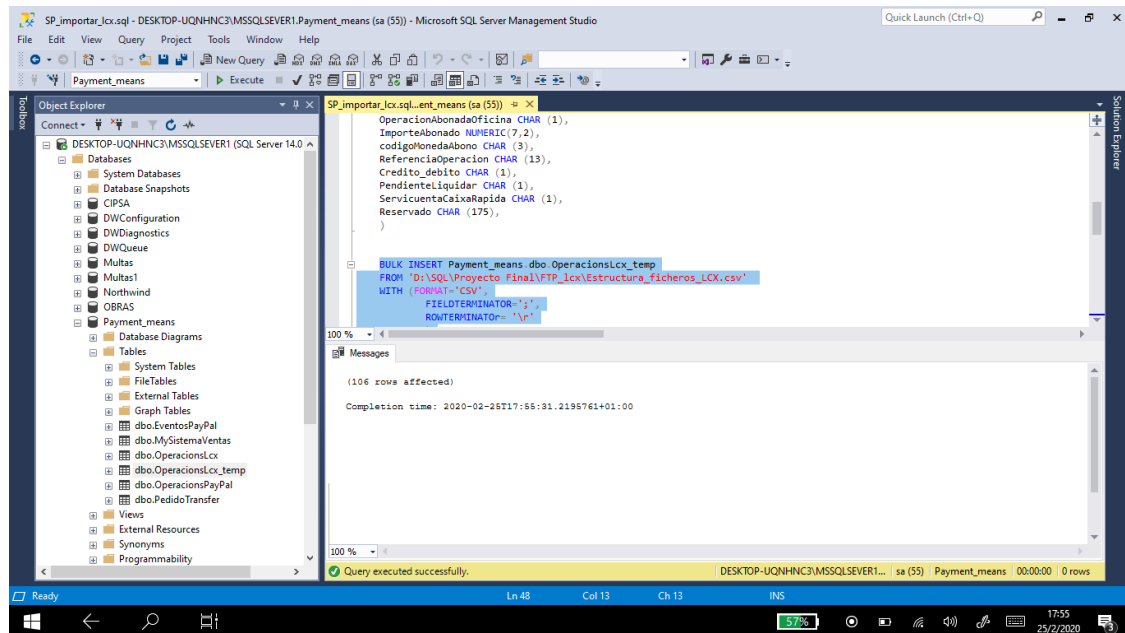 SP_importar_lcx.sql - DESKTOP-UQNHNC3\MSSQLSEVER1.Payment_means (sa (55)) - Microsoft SQL Server Management Studio
Quick Launch (Ctrl+Q)
File Edit View Query Project Tools Window Help
New Query
Payment_means
Execute
Toolbox
Object Explorer
SP_importar_lcx.sql...ent_means (sa (55))
Solution Explorer
Connect
DESKTOP-UQNHNC3\MSSQLSEVER1 (SQL Server 14.0
Databases
System Databases
Database Snapshots
CIPSA
DWConfiguration
DWDiagnostics
DWQueue
Multas
Multas1
Northwind
OBRAS
Payment_means
Database Diagrams
Tables
System Tables
FileTables
External Tables
Graph Tables
dbo.EventosPayPal
dbo.MySistemaVentas
dbo.OperacionsLcx
dbo.OperacionsLcx_temp
dbo.OperacionsPayPal
dbo.PedidoTransfer
Views
External Resources
Synonyms
Programmability
OperacionAbonadaOficina CHAR (1),
ImporteAbonado NUMERIC(7,2),
codigoMonedaAbono CHAR (3),
ReferenciaOperacion CHAR (13),
Credito_debito CHAR (1),
PendienteLiquidar CHAR (1),
ServicuentaCaixaRapida CHAR (1),
Reservado CHAR (175),
)
BULK INSERT Payment_means.dbo.OperacionsLcx_temp
FROM 'D:\SQL\Proyecto Final\FTP_lcx\Estructura_ficheros_LCX.csv'
WITH (FORMAT='CSV',
FIELDTERMINATOR=';',
ROWTERMINATOr= '\r'
100 %
Messages
(106 rows affected)
Completion time: 2020-02-25T17:55:31.2195761+01:00
100 %
Query executed successfully.
DESKTOP-UQNHNC3\MSSQLSEVER1... sa (55) Payment_means 00:00:00 0 rows
Ready
Ln 48 Col 13 Ch 13 INS
57%
17:55
25/2/2020
3